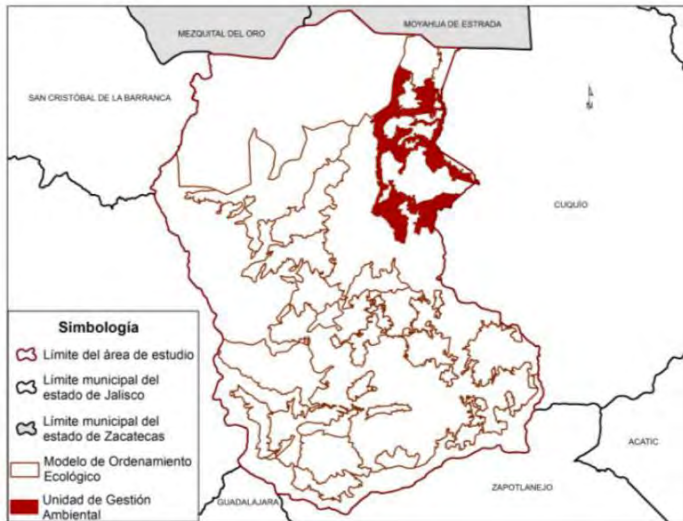 MEZQUITAL DEL ORO
MOYAHUA DE ESTRADA
SAN CRISTÓBAL DE LA BARRANCA
N
CUQUÍO
Simbología
Límite del área de estudio
Límite municipal del
estado de Jalisco
Límite municipal del
estado de Zacatecas
Modelo de Ordenamiento
Ecológico
Unidad de Gestión
Ambiental
GUADALAJARA
ZAPOTLANEJO
ACATIC